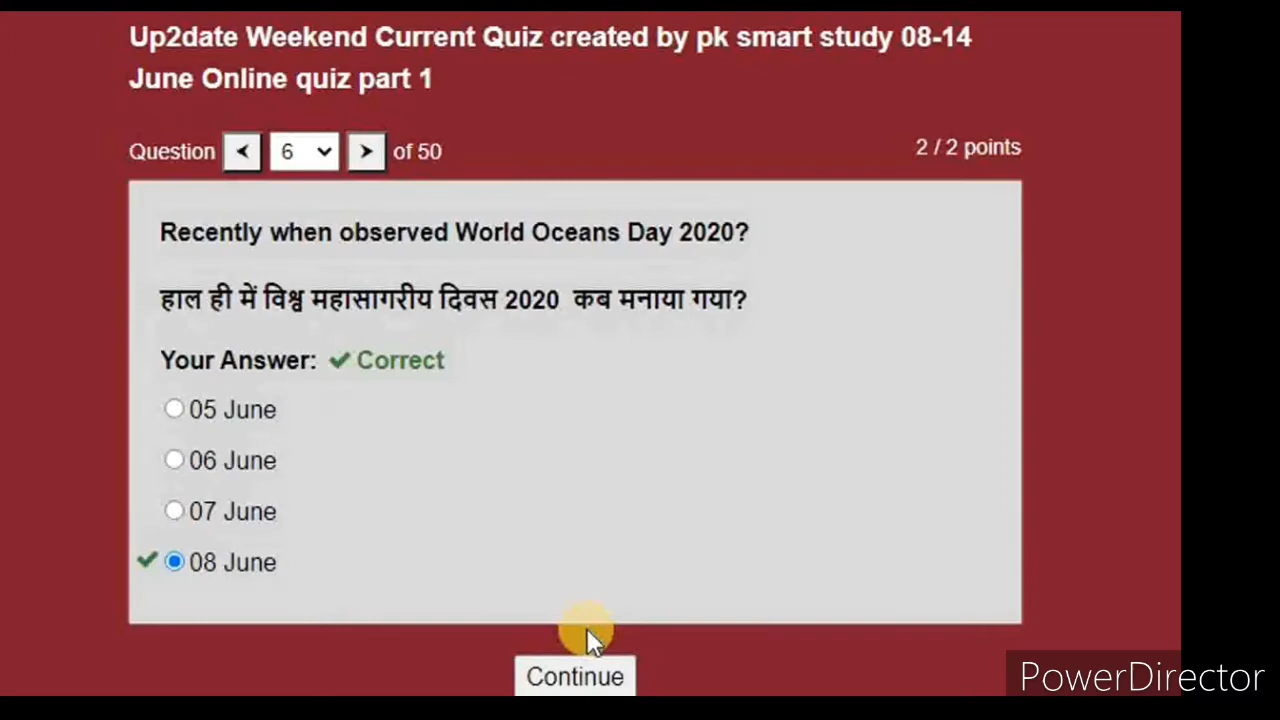 Up2date Weekend Current Quiz created by pk smart study 08-14
June Online quiz part 1
Question < 6 > of 50
2 / 2 points
Recently when observed World Oceans Day 2020?
हाल ही में विश्व महासागरीय दिवस 2020 कब मनाया गया?
Your Answer: ✔ Correct
05 June
06 June
07 June
✔ 08 June
Continue
PowerDirector